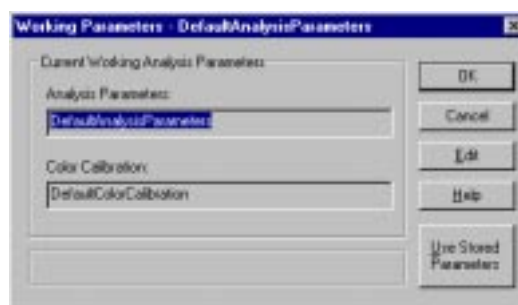 Working Parameters - DefaultAnalysisParameters
Current Working Analysis Parameters
Analysis Parameters:
DefaultAnalysisParameters
Color Calibration:
DefaultColorCalibration
OK
Cancel
Edit
Help
Use Stored
Parameters